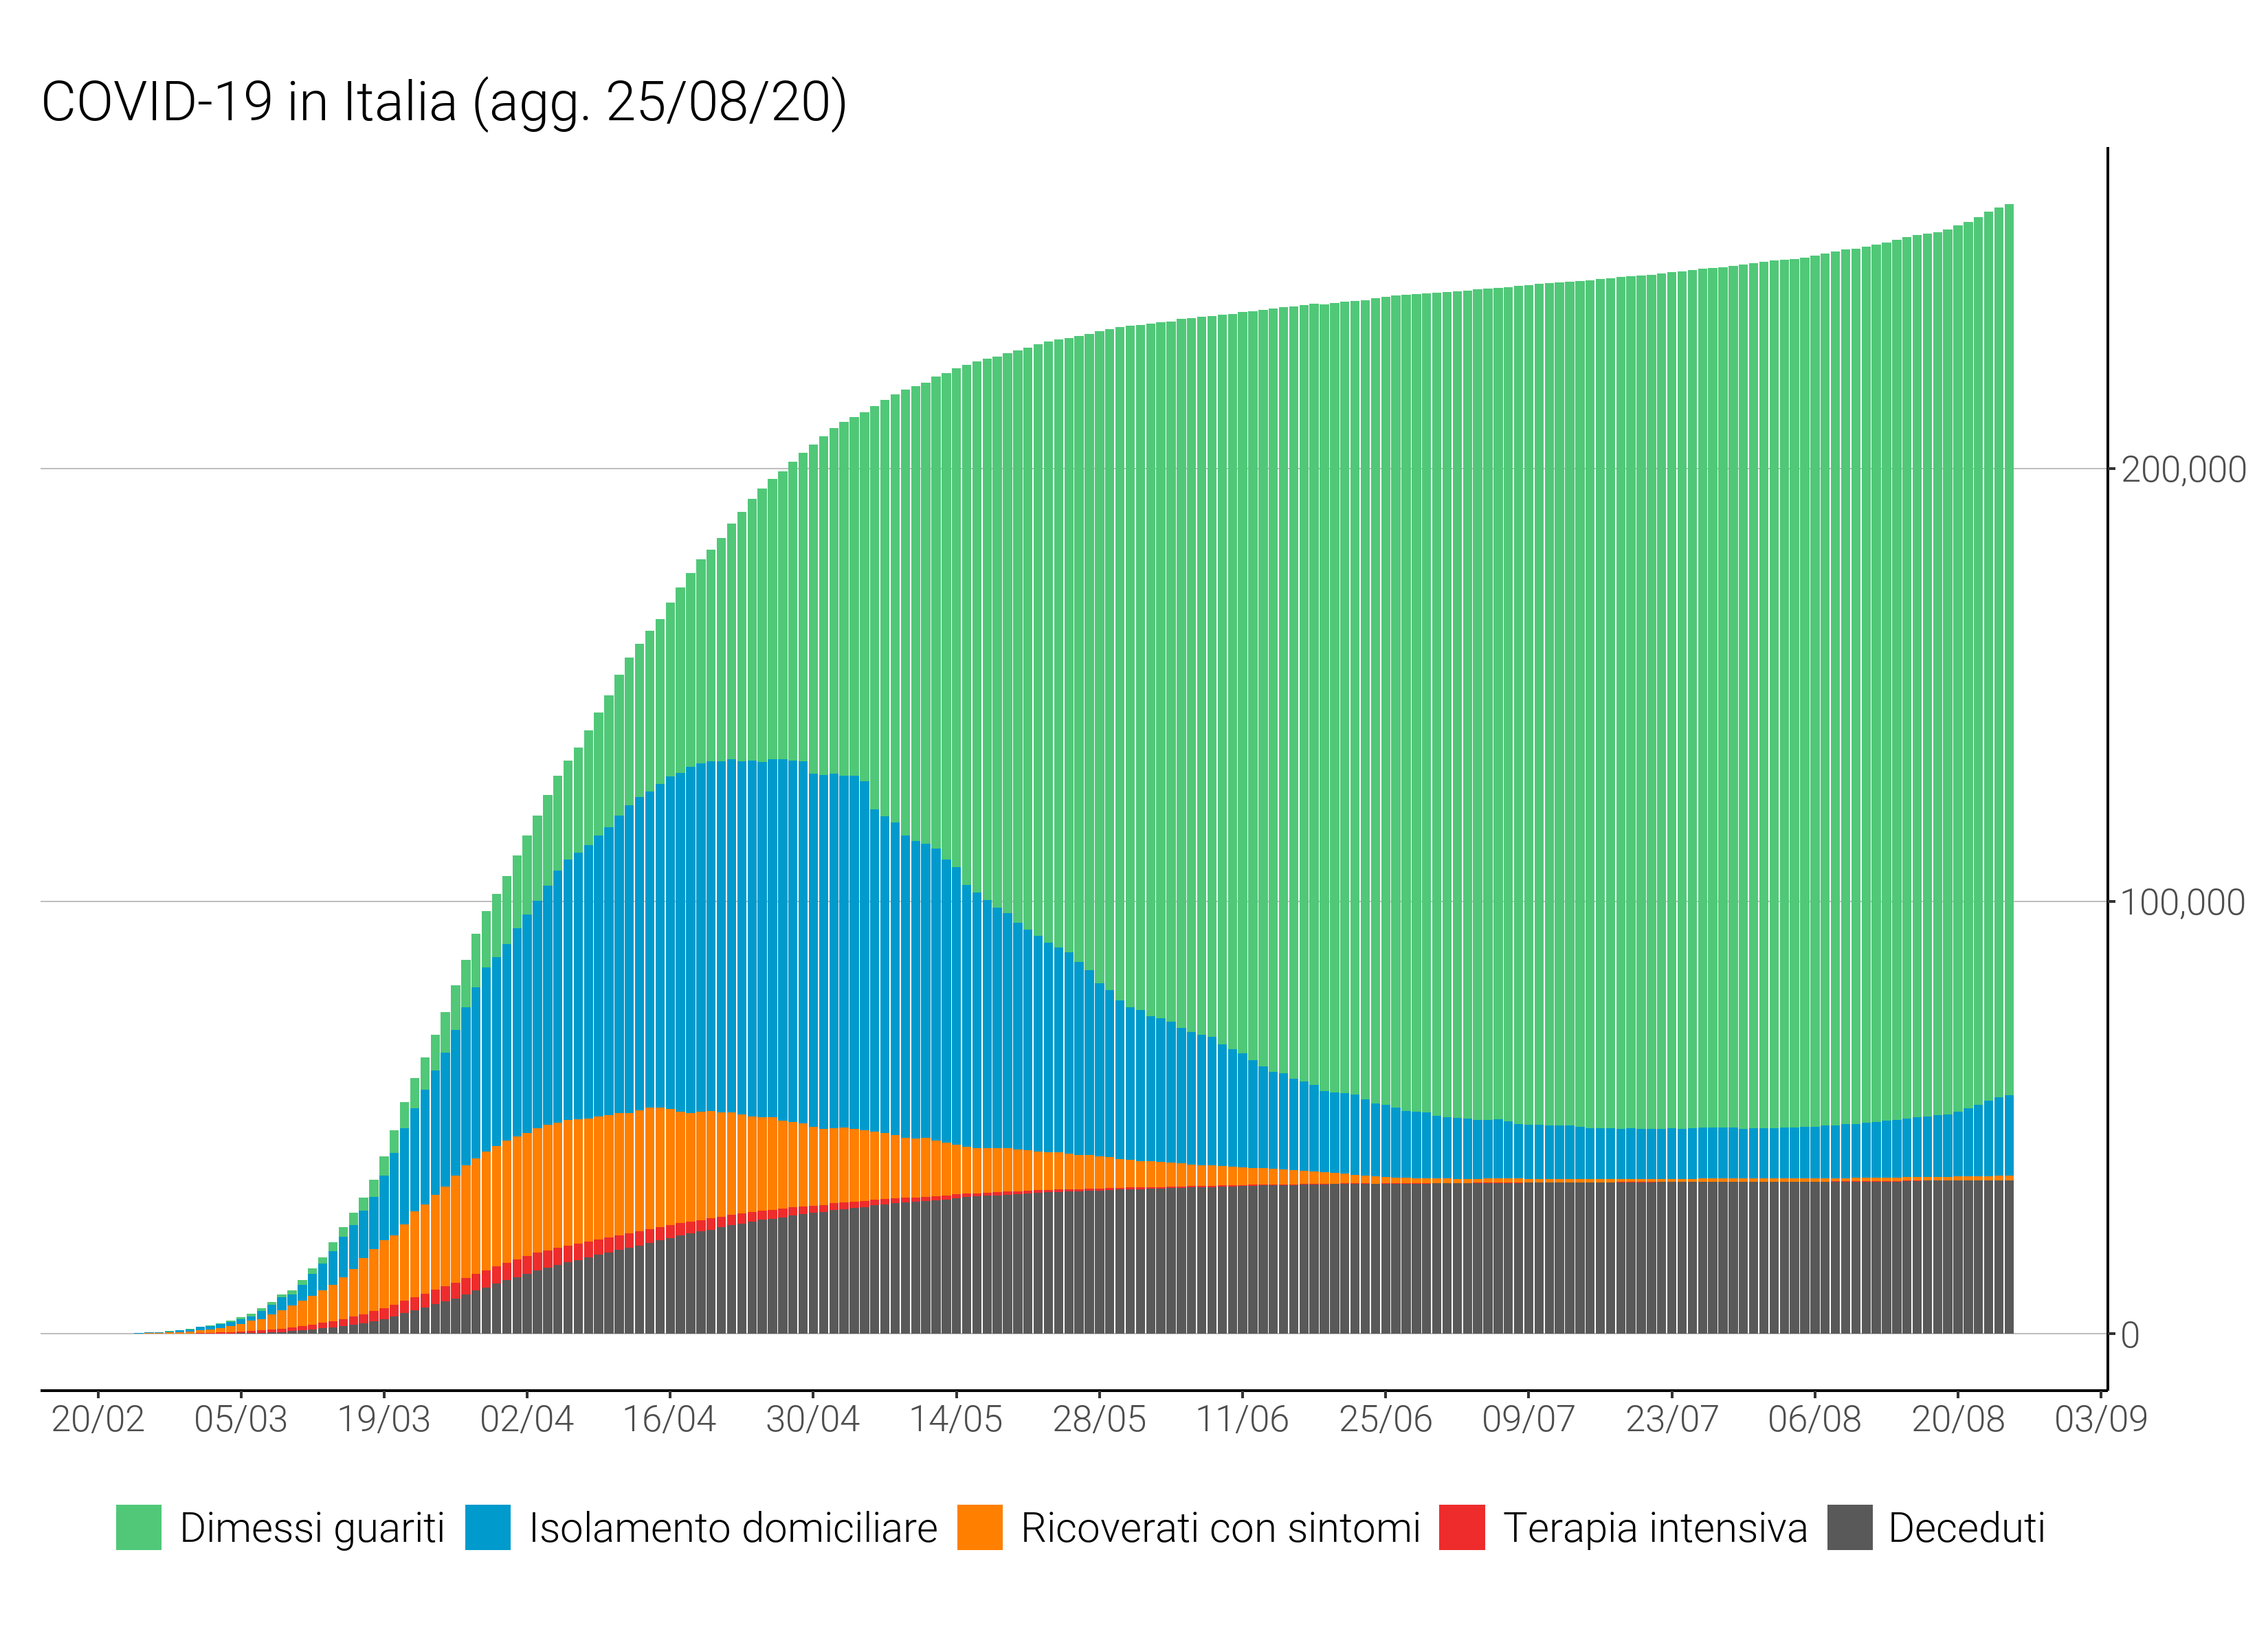 COVID-19 in Italia (agg. 25/08/20)
200,000
100,000
0
20/02 05/03 19/03 02/04 16/04 30/04 14/05 28/05 11/06 25/06 09/07 23/07 06/08 20/08 03/09
Dimessi guariti Isolamento domiciliare Ricoverati con sintomi Terapia intensiva Deceduti